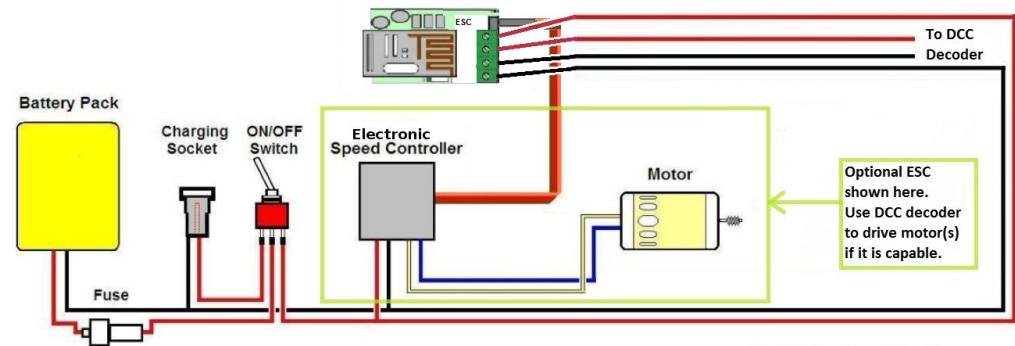 ESC
To DCC
Decoder
Battery Pack
Charging
Socket
ON/OFF
Switch
Electronic
Speed Controller
Motor
Optional ESC
shown here.
Use DCC decoder
to drive motor(s)
if it is capable.
Fuse